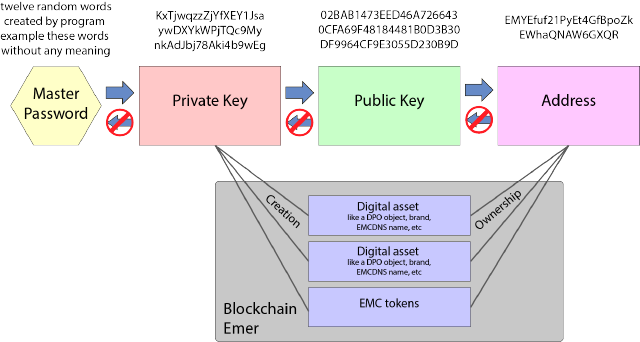 twelve random words
created by program
example these words
without any meaning
KxTjwqzzZjYfXEY1Jsa
ywDXYkWPjTQc9My
nkAdJbj78Aki4b9wEg
02BAB1473EED46A726643
0CFA69F48184481B0D3B30
DF9964CF9E3055D230B9D
EMYEfuf21PyEt4GfBpoZk
EWhaQNAW6GXQR
Master
Password
Private Key
Public Key
Address
Creation
Ownership
Digital asset
like a DPO object, brand,
EMCDNS name, etc
Digital asset
like a DPO object, brand,
EMCDNS name, etc
EMC tokens
Blockchain
Emer